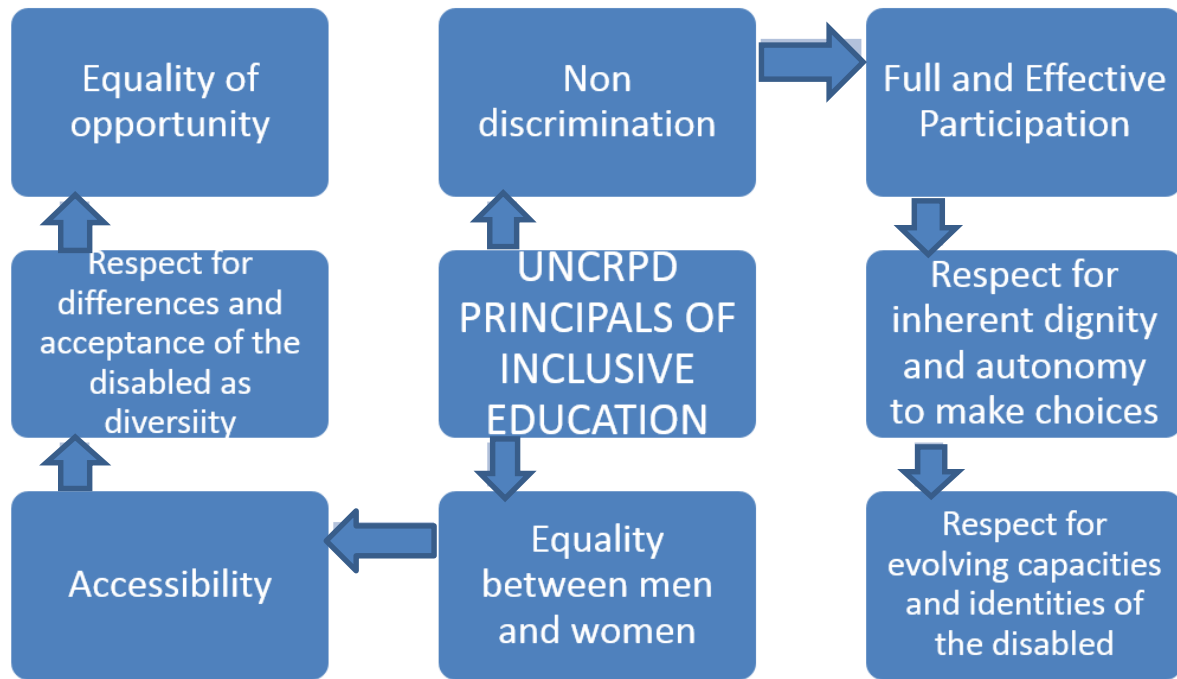 Equality of
opportunity
Non
discrimination
Full and Effective
Participation
Respect for
differences and
acceptance of the
disabled as
diversiity
UNCRPD
PRINCIPALS OF
INCLUSIVE
EDUCATION
Respect for
inherent dignity
and autonomy
to make choices
Accessibility
Equality
between men
and women
Respect for
evolving capacities
and identities of
the disabled